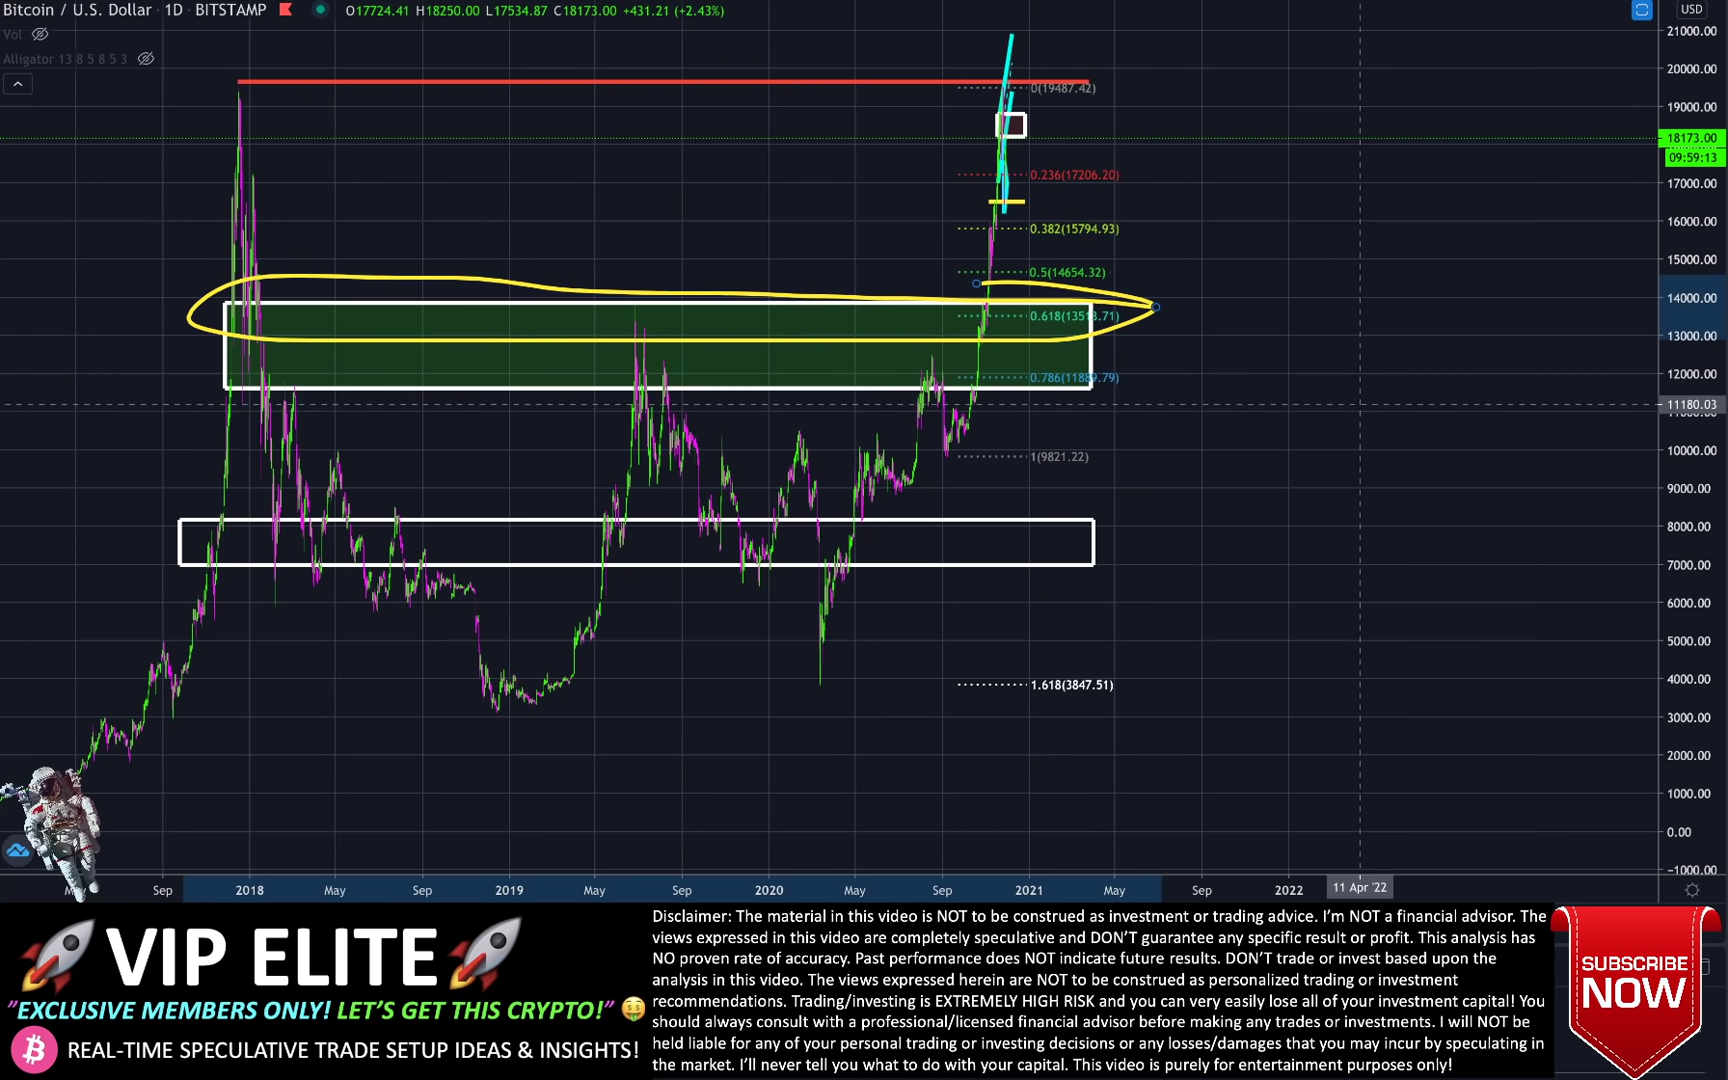 Bitcoin / U.S. Dollar · 1D · BITSTAMP O17724.41 H18250.00 L17534.87 C18173.00 +431.21 (+2.43%) USD
Vol
Alligator 13 8 5 8 5 3
21000.00
20000.00
19000.00
18173.00
09:59:13
17000.00
16000.00
15000.00
14000.00
13000.00
12000.00
11180.03
10000.00
9000.00
8000.00
7000.00
6000.00
5000.00
4000.00
3000.00
2000.00
1000.00
0.00
−1000.00
0(19487.42)
0.236(17206.20)
0.382(15794.93)
0.5(14654.32)
0.618(13513.71)
0.786(11889.79)
1(9821.22)
1.618(3847.51)
Sep 2018 May Sep 2019 May Sep 2020 May Sep 2021 May Sep 2022 11 Apr '22
VIP ELITE
"EXCLUSIVE MEMBERS ONLY! LET'S GET THIS CRYPTO!"
REAL-TIME SPECULATIVE TRADE SETUP IDEAS & INSIGHTS!
Disclaimer: The material in this video is NOT to be construed as investment or trading advice. I'm NOT a financial advisor. The
views expressed in this video are completely speculative and DON'T guarantee any specific result or profit. This analysis has
NO proven rate of accuracy. Past performance does NOT indicate future results. DON'T trade or invest based upon the
analysis in this video. The views expressed herein are NOT to be construed as personalized trading or investment
recommendations. Trading/investing is EXTREMELY HIGH RISK and you can very easily lose all of your investment capital! You
should always consult with a professional/licensed financial advisor before making any trades or investments. I will NOT be
held liable for any of your personal trading or investing decisions or any losses/damages that you may incur by speculating in
the market. I'll never tell you what to do with your capital. This video is purely for entertainment purposes only!
SUBSCRIBE
NOW